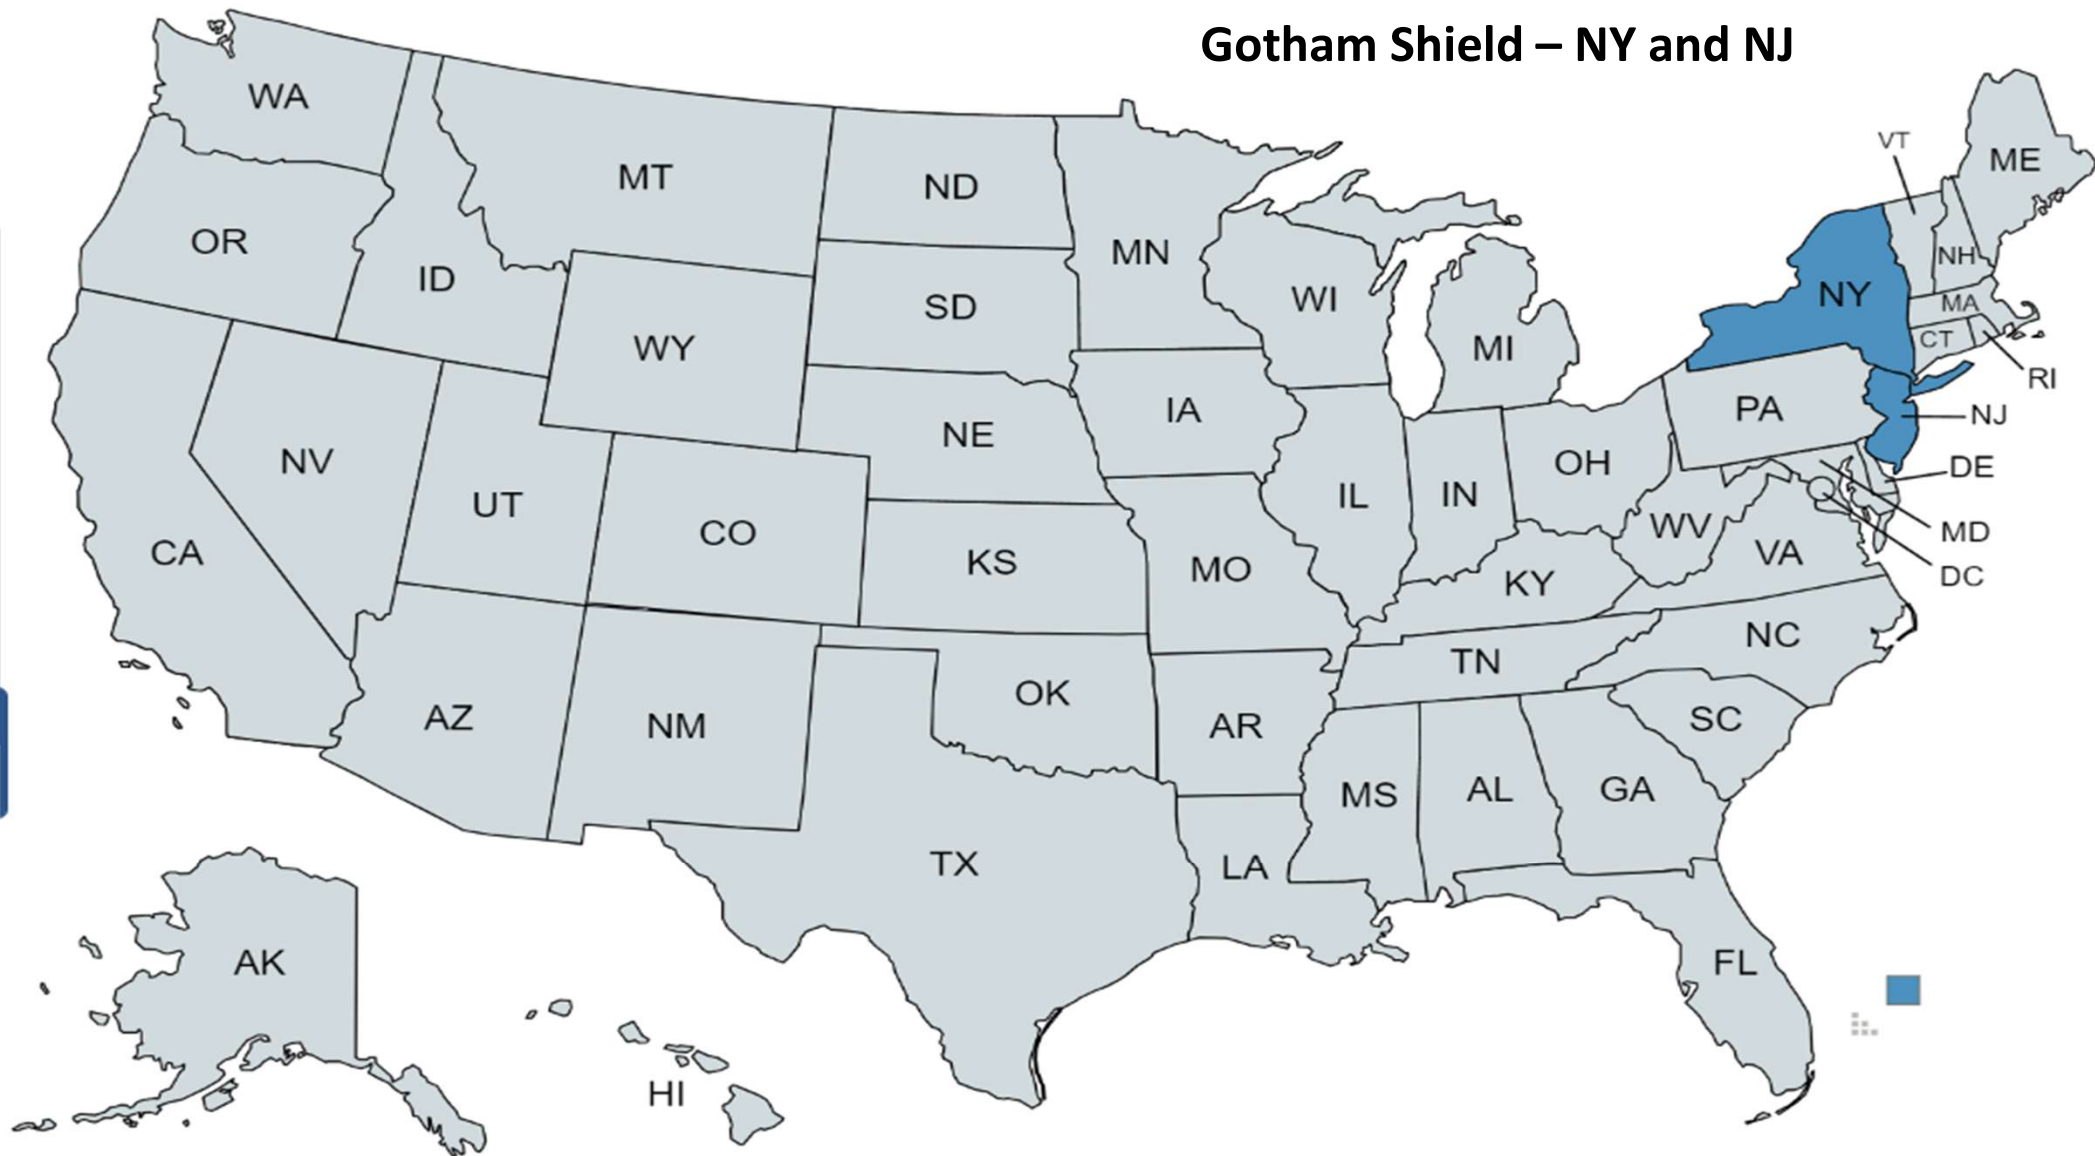 Gotham Shield – NY and NJ
WA
MT
ND
MN
VT
ME
OR
ID
SD
WI
MI
NY
NH
MA
CT
RI
WY
NE
IA
PA
NJ
NV
UT
CO
KS
MO
IL
IN
OH
WV
VA
DE
MD
DC
CA
KY
NC
TN
AZ
NM
OK
AR
SC
MS
AL
GA
TX
LA
FL
AK
HI